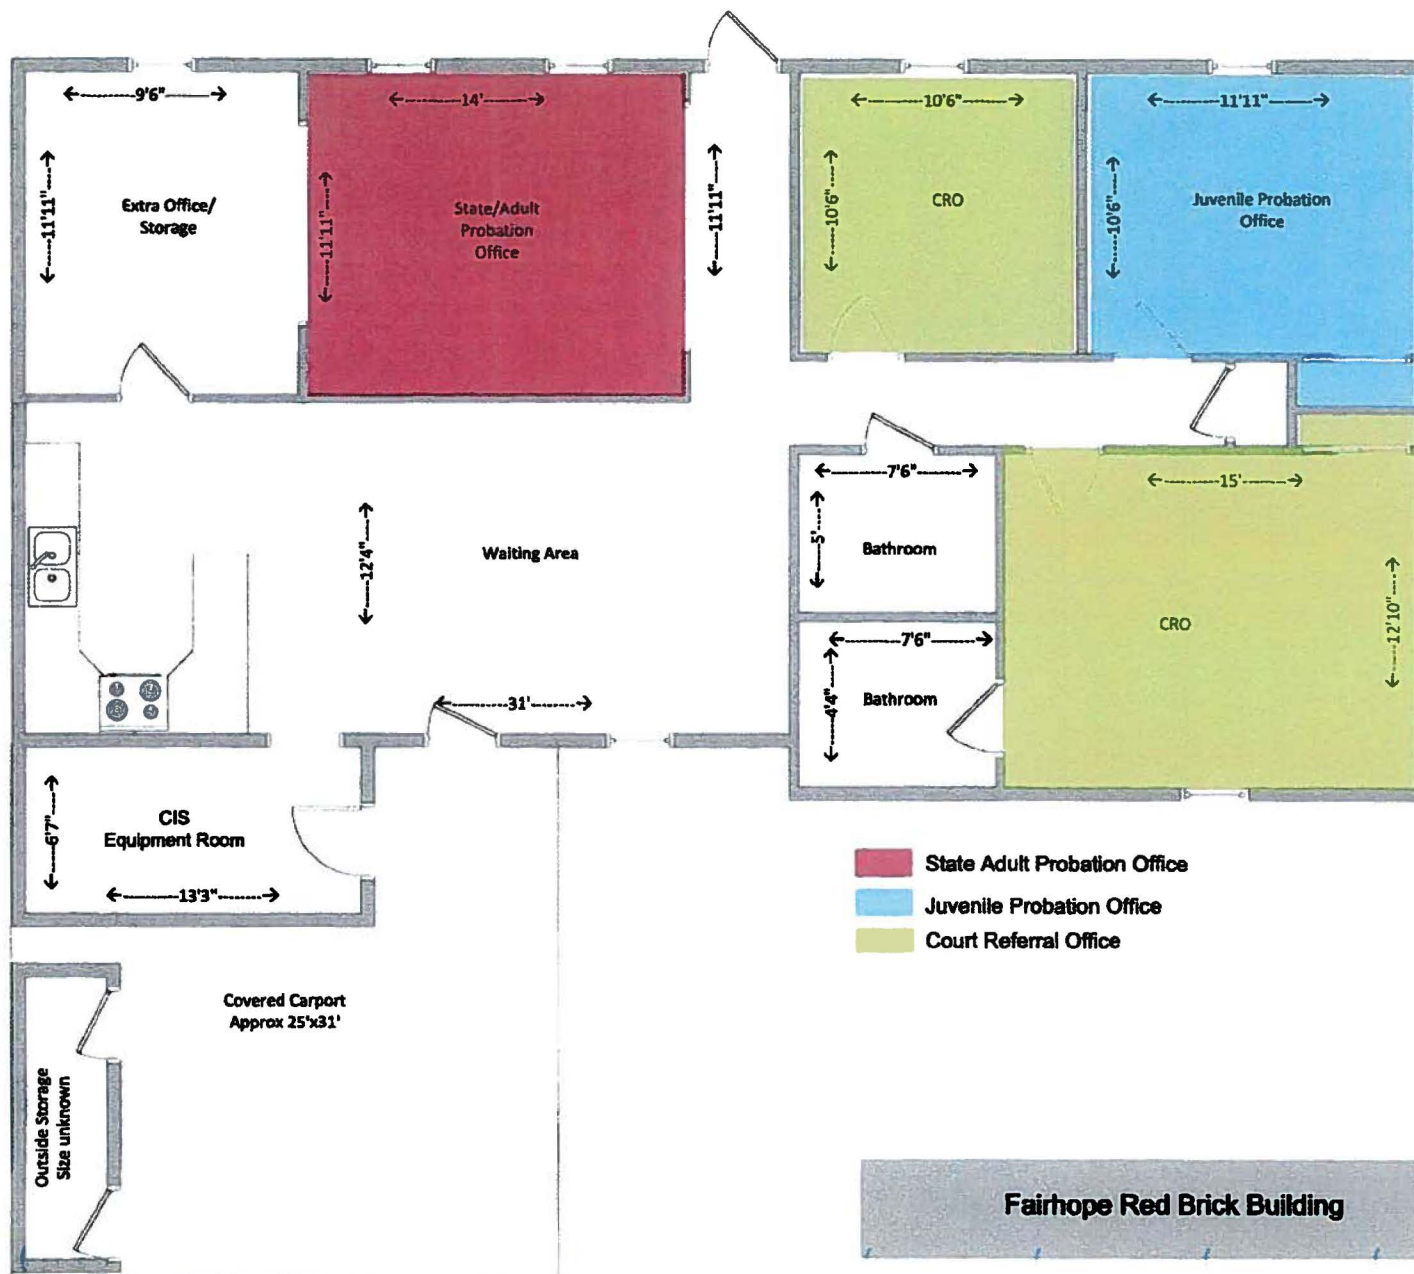 9'6"
14'
10'6"
11'11"
11'11"
Extra Office/
Storage
11'11"
State/Adult
Probation
Office
11'11"
10'6"
CRO
10'6"
Juvenile Probation
Office
7'6"
15'
5'
Bathroom
12'4"
Waiting Area
12'10"
CRO
7'6"
4'4"
Bathroom
31'
6'7"
CIS
Equipment Room
13'3"
State Adult Probation Office
Juvenile Probation Office
Court Referral Office
Covered Carport
Approx 25'x31'
Outside Storage
Size unknown
Fairhope Red Brick Building